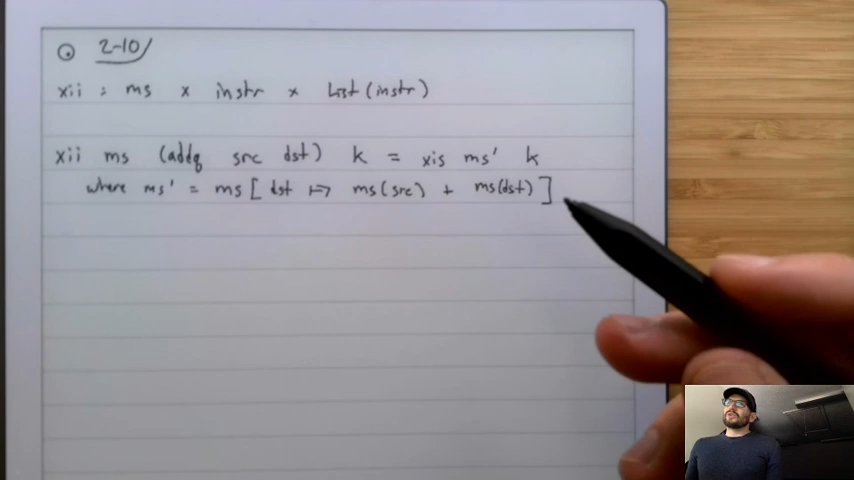 ⊙ 2-10/
xii : ms x instr x List(instr)
xii ms (addq src dst) k = xis ms' k
where ms' = ms[dst ↦ ms(src) + ms(dst)]